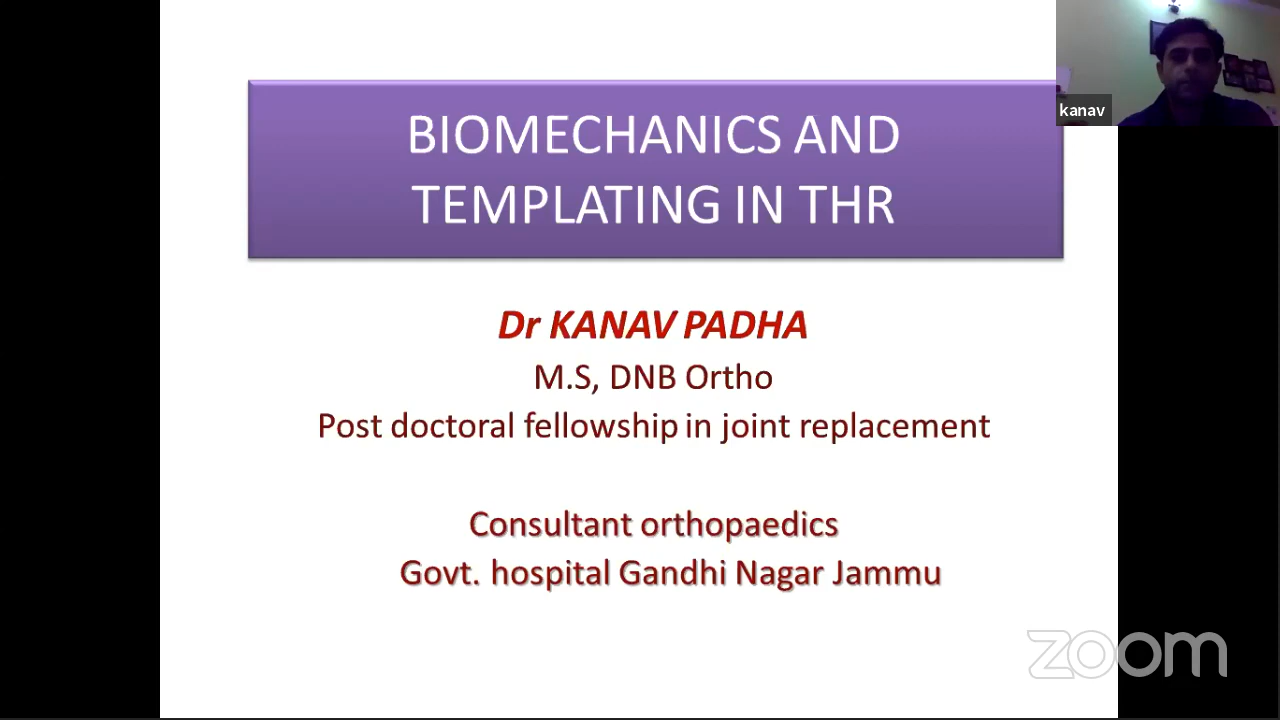 BIOMECHANICS AND
TEMPLATING IN THR
kanav
Dr KANAV PADHA
M.S, DNB Ortho
Post doctoral fellowship in joint replacement
Consultant orthopaedics
Govt. hospital Gandhi Nagar Jammu
zoom